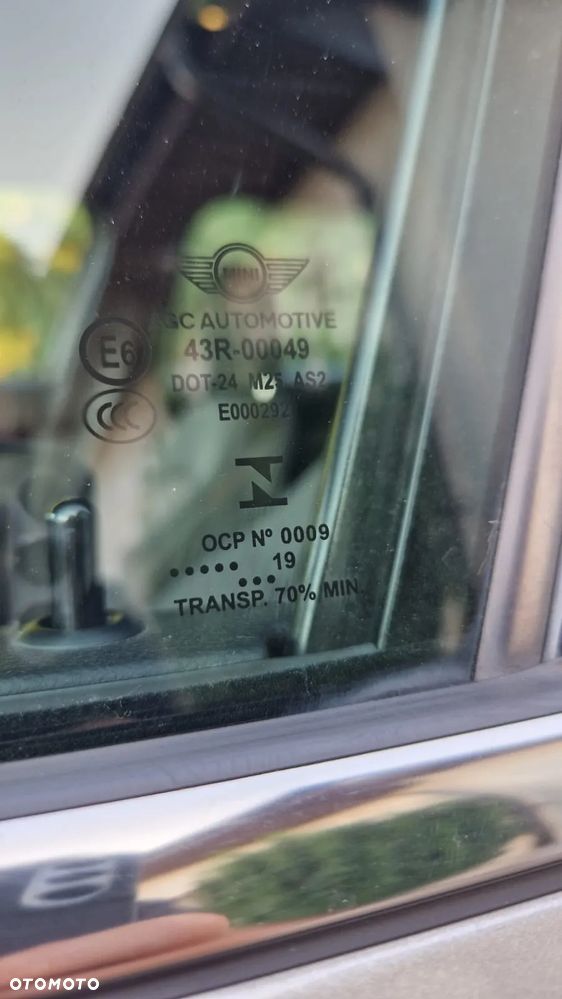 MINI
AGC AUTOMOTIVE
E6
43R-00049
DOT-24 M25 AS2
E000292
CCC
OCP Nº 0009
..... 19
...
TRANSP. 70% MIN.
OTOMOTO